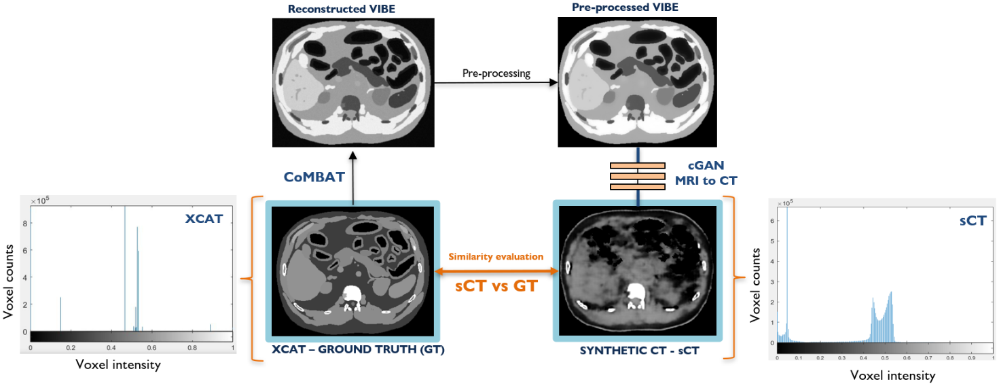 Reconstructed VIBE
Pre-processed VIBE
Pre-processing
CoMBAT
cGAN
MRI to CT
×10⁵
XCAT
8
6
4
2
0
0
0.2
0.4
0.6
0.8
1
Voxel counts
Voxel intensity
Similarity evaluation
sCT vs GT
XCAT – GROUND TRUTH (GT)
SYNTHETIC CT - sCT
×10⁵
sCT
6
5
4
3
2
1
0
0
0.1
0.2
0.3
0.4
0.5
0.6
0.7
0.8
0.9
1
Voxel counts
Voxel intensity